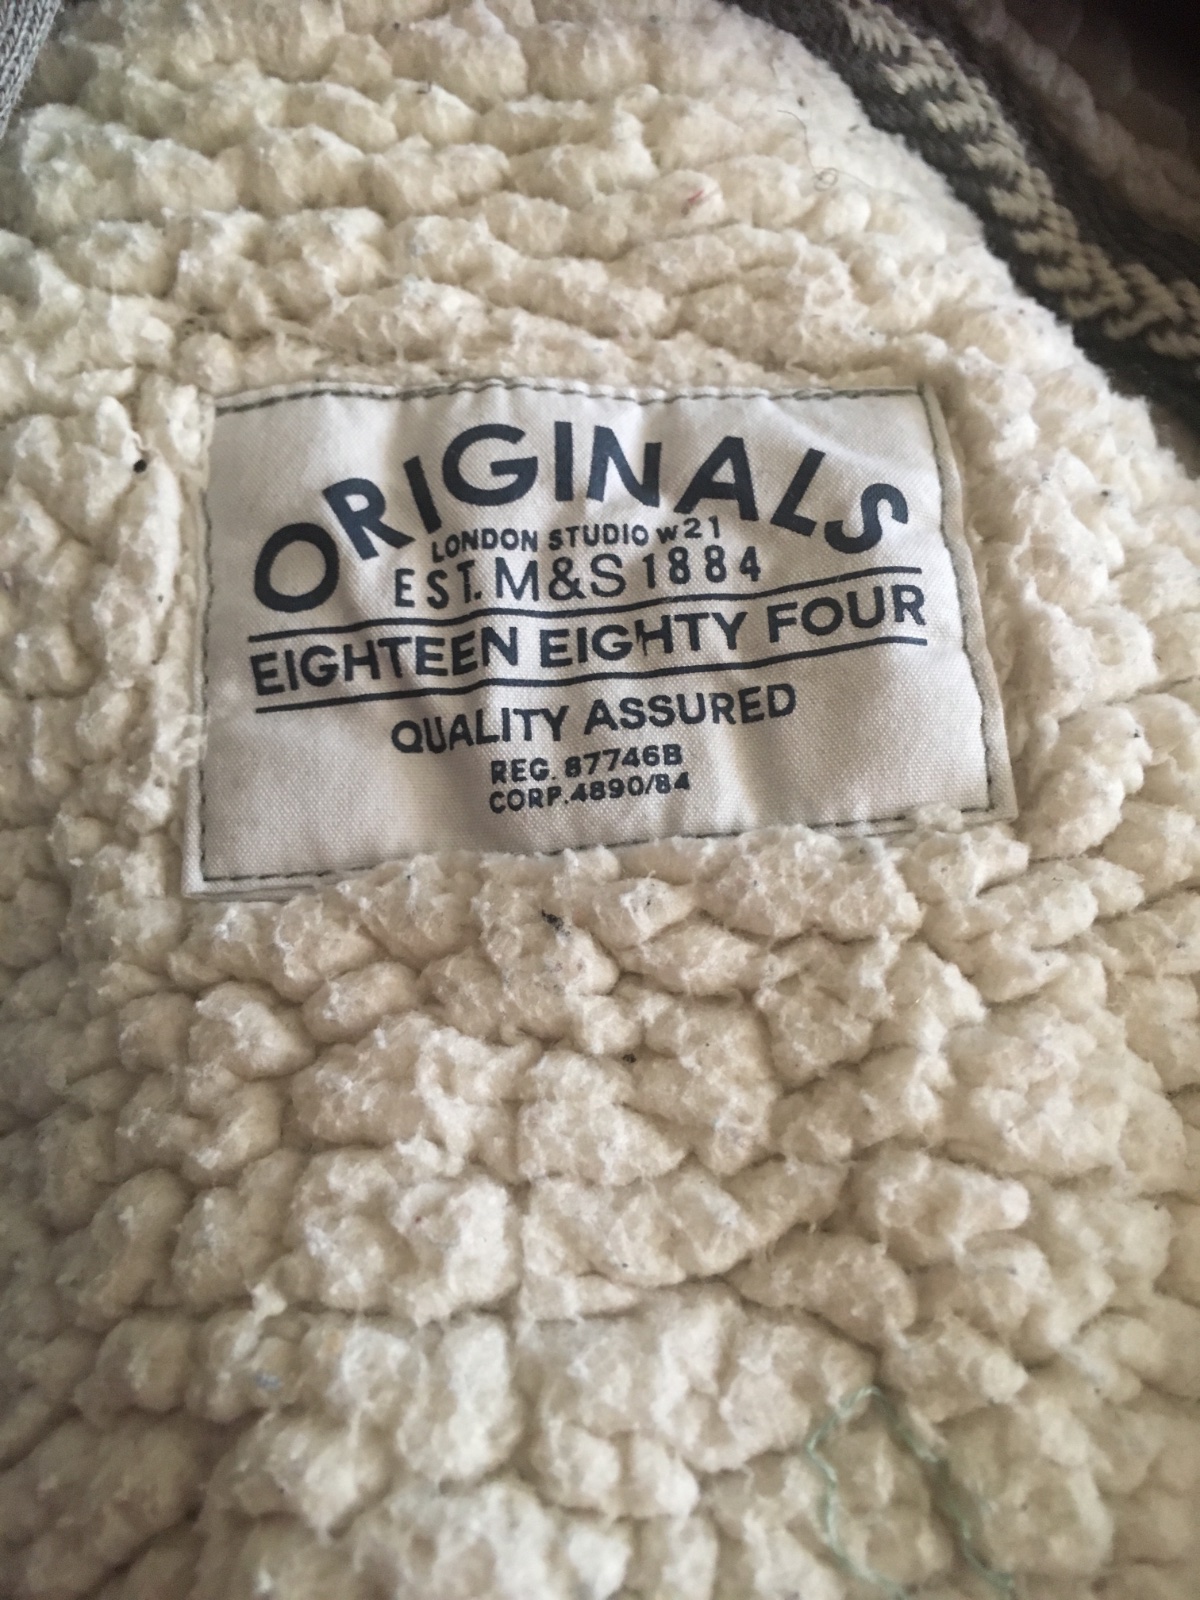 ORIGINALS
LONDON STUDIO w21
EST. M&S 1884
EIGHTEEN EIGHTY FOUR
QUALITY ASSURED
REG. 87746B
CORP.4890/84